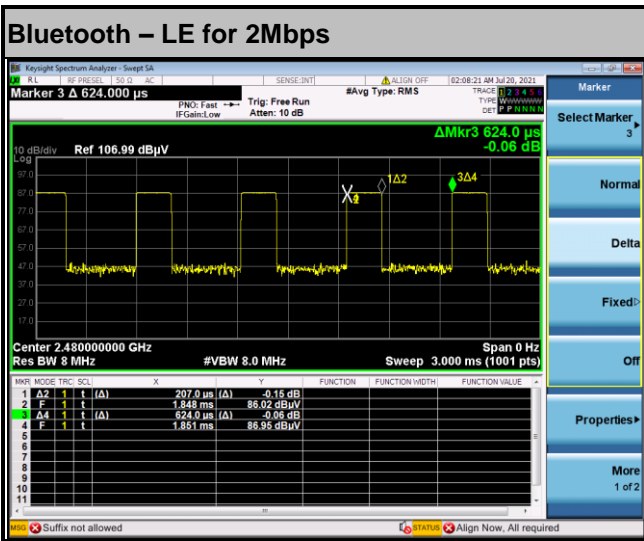 Bluetooth – LE for 2Mbps
Keysight Spectrum Analyzer - Swept SA
RL RF PRESEL 50 Ω AC SENSE:INT ALIGN OFF 02:08:21 AM Jul 20, 2021
Marker 3 Δ 624.000 μs
PNO: Fast
IFGain:Low
Trig: Free Run
Atten: 10 dB
#Avg Type: RMS
TRACE 1 2 3 4 5 6
TYPE WWWWWW
DET P P N N N N
ΔMkr3 624.0 μs
-0.06 dB
10 dB/div Ref 106.99 dBμV
Log
97.0
87.0
77.0
67.0
57.0
47.0
37.0
27.0
17.0
1Δ2
3Δ4
Center 2.480000000 GHz Span 0 Hz
Res BW 8 MHz #VBW 8.0 MHz Sweep 3.000 ms (1001 pts)
MKR MODE TRC SCL X Y FUNCTION FUNCTION WIDTH FUNCTION VALUE
1 Δ2 1 t (Δ) 207.0 μs (Δ) -0.15 dB
2 F 1 t 1.848 ms 86.02 dBμV
3 Δ4 1 t (Δ) 624.0 μs (Δ) -0.06 dB
4 F 1 t 1.851 ms 86.95 dBμV
5
6
7
8
9
10
11
MSG Suffix not allowed STATUS Align Now, All required
Marker
Select Marker
3
Normal
Delta
Fixed
Off
Properties
More
1 of 2